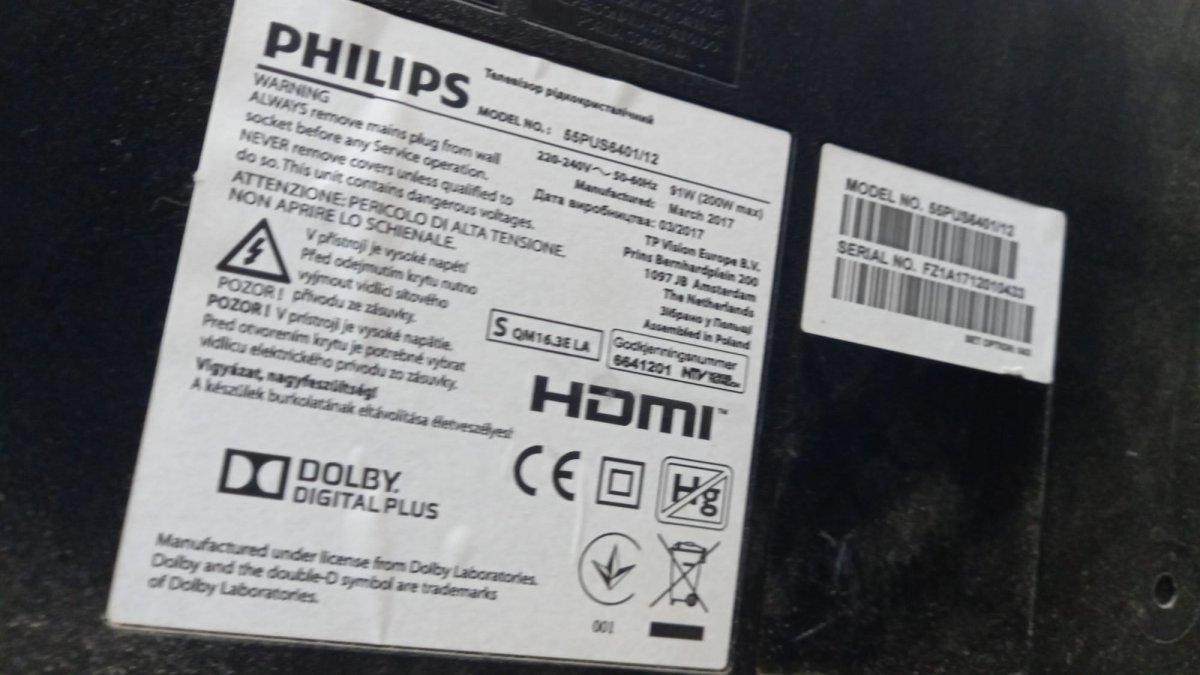 PHILIPS
Телевізор рідкокристалічний
MODEL NO.: 55PUS6401/12
WARNING
ALWAYS remove mains plug from wall
socket before any Service operation.
NEVER remove covers unless qualified to
do so. This unit contains dangerous voltages.
ATTENZIONE: PERICOLO DI ALTA TENSIONE,
NON APRIRE LO SCHIENALE.
220-240V~ 50-60Hz 91W (200W max)
Manufactured: March 2017
Дата виробництва: 03/2017
TP Vision Europe B.V.
Prins Bernhardplein 200
1097 JB Amsterdam
The Netherlands
Зібрано у Польщі
Assembled in Poland
V přístroji je vysoké napětí
Před odejmutím krytu nutno
vyjmout vidlici síťového
POZOR! přívodu ze zásuvky.
POZOR! V prístroji je vysoké napätie.
Pred otvorením krytu je potrebné vybrat
vidlicu elektrického prívodu zo zásuvky.
Vigyázat, nagyfeszültség!
A készülék burkolatának eltávolítása életveszélyes!
S QM16.3E LA
Godkjenningsnummer
6641201
HDMI™
DOLBY.
DIGITAL PLUS
CE
Hg
Manufactured under license from Dolby Laboratories.
Dolby and the double-D symbol are trademarks
of Dolby Laboratories.
001
MODEL NO. 55PUS6401/12
SERIAL NO. FZ1A1712010433